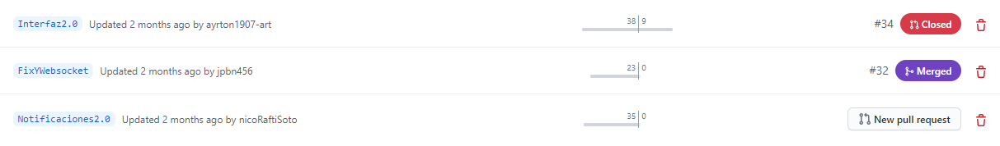 Interfaz2.0 Updated 2 months ago by ayrton1907-art 38 9 #34 Closed
FixYWebsocket Updated 2 months ago by jpbn456 23 0 #32 Merged
Notificaciones2.0 Updated 2 months ago by nicoRaftiSoto 35 0 New pull request